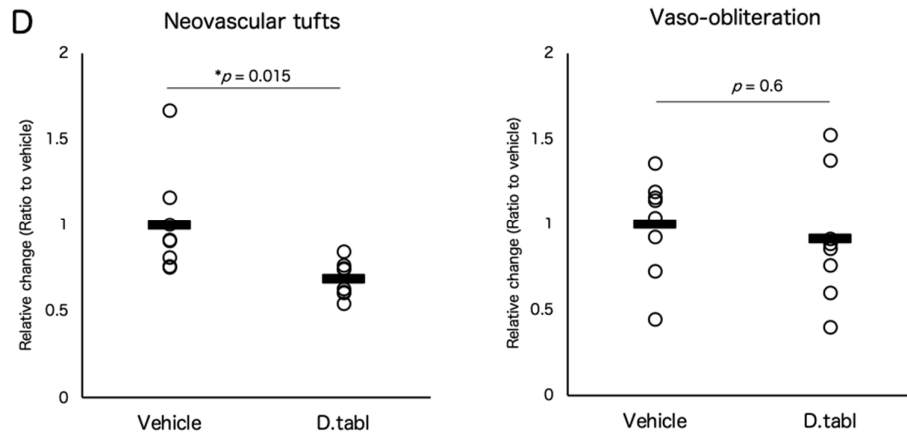 D
Neovascular tufts
Relative change (Ratio to vehicle)
2
1.5
1
0.5
0
*p = 0.015
Vehicle
D.tabl
Vaso-obliteration
Relative change (Ratio to vehicle)
2
1.5
1
0.5
0
p = 0.6
Vehicle
D.tabl